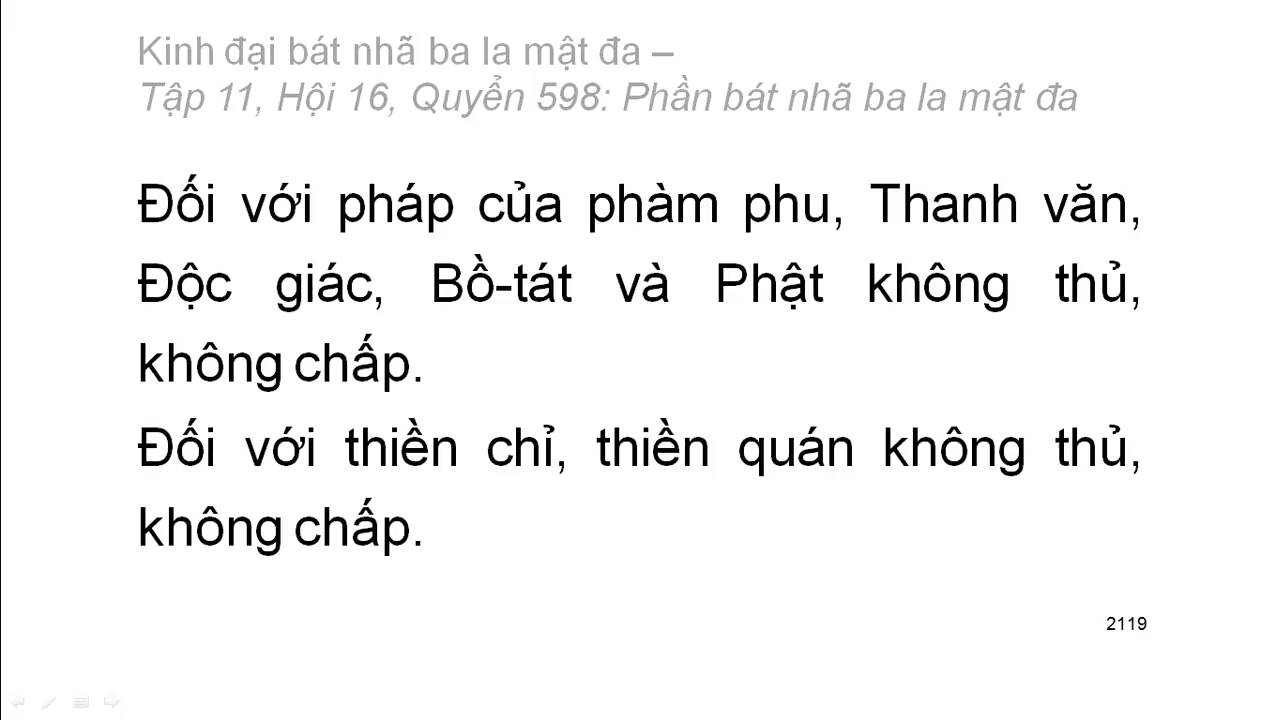 Kinh đại bát nhã ba la mật đa –
Tập 11, Hội 16, Quyển 598: Phần bát nhã ba la mật đa
Đối với pháp của phàm phu, Thanh văn,
Độc giác, Bồ-tát và Phật không thủ,
không chấp.
Đối với thiền chỉ, thiền quán không thủ,
không chấp.
2119